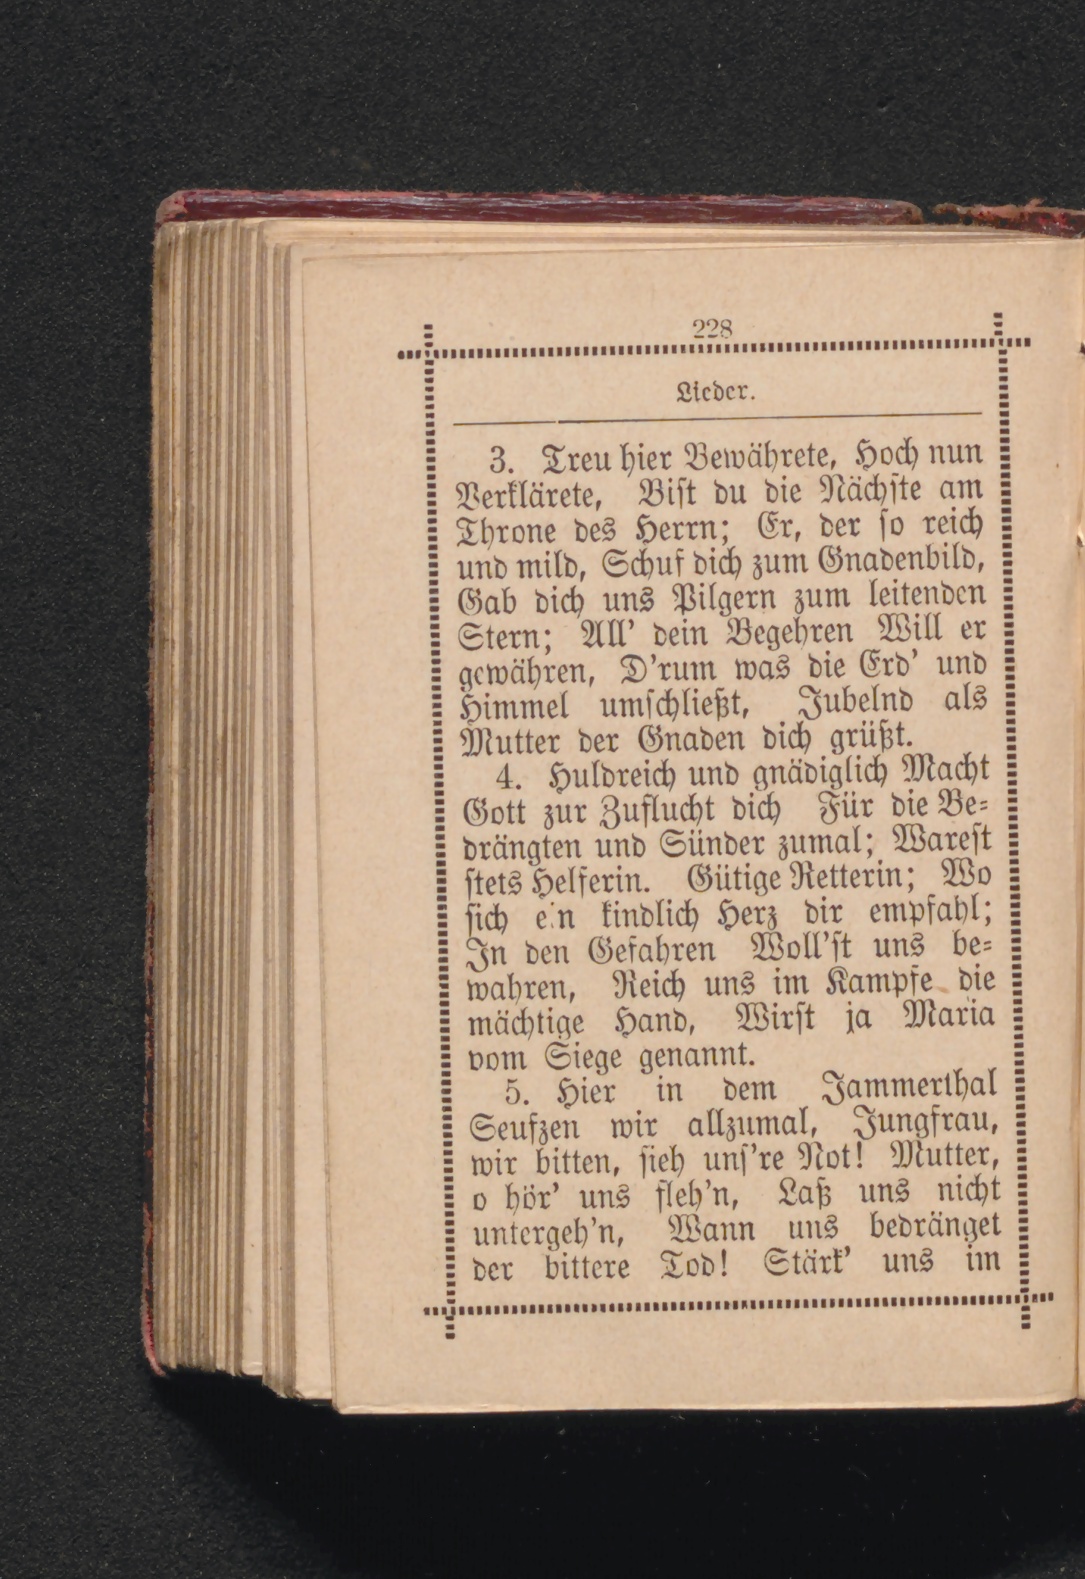 228
Lieder.
3. Treu hier Bewährete, Hoch nun
Verklärete, Bist du die Nächste am
Throne des Herrn; Er, der so reich
und mild, Schuf dich zum Gnadenbild,
Gab dich uns Pilgern zum leitenden
Stern; All' dein Begehren Will er
gewähren, D'rum was die Erd' und
Himmel umschließt, Jubelnd als
Mutter der Gnaden dich grüßt.
4. Huldreich und gnädiglich Macht
Gott zur Zuflucht dich Für die Be-
drängten und Sünder zumal; Warest
stets Helferin. Gütige Retterin; Wo
sich ein kindlich Herz dir empfahl;
In den Gefahren Woll'st uns be-
wahren, Reich uns im Kampfe die
mächtige Hand, Wirst ja Maria
vom Siege genannt.
5. Hier in dem Jammerthal
Seufzen wir allzumal, Jungfrau,
wir bitten, sieh uns're Not! Mutter,
o hör' uns fleh'n, Laß uns nicht
untergeh'n, Wann uns bedränget
der bittere Tod! Stärk' uns im